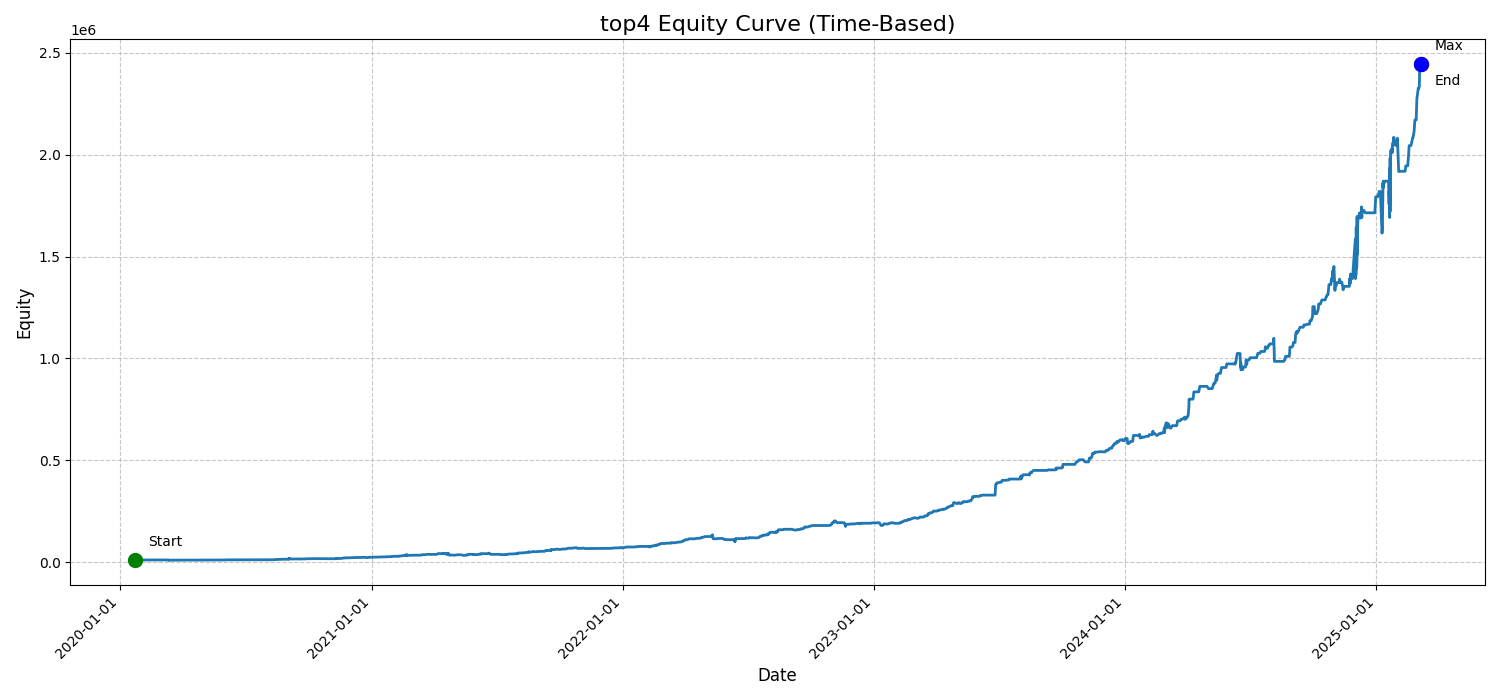 top4 Equity Curve (Time-Based)
1e6
Max
End
Start
2.5
2.0
1.5
1.0
0.5
0.0
Equity
2020-01-01
2021-01-01
2022-01-01
2023-01-01
2024-01-01
2025-01-01
Date